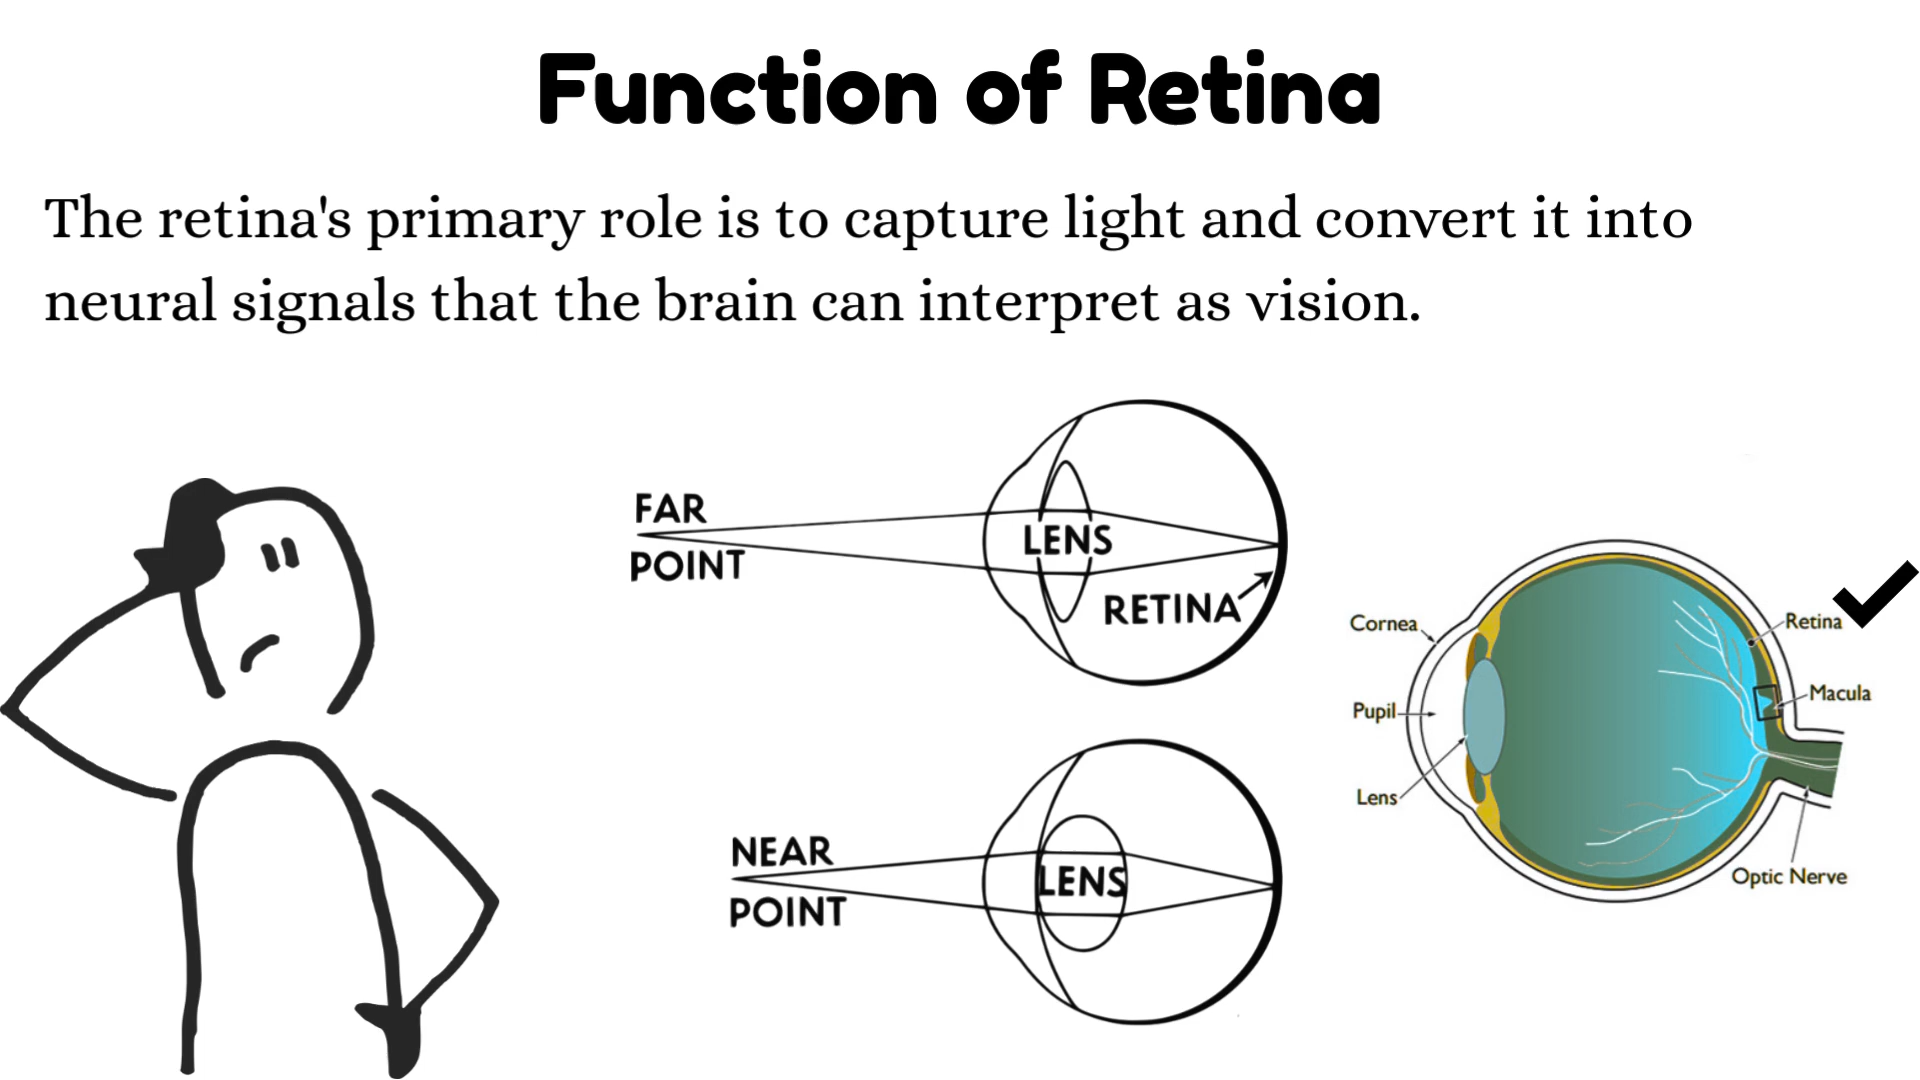 Function of Retina
The retina's primary role is to capture light and convert it into
neural signals that the brain can interpret as vision.
FAR
POINT
LENS
RETINA
NEAR
POINT
LENS
Cornea
Retina
Macula
Pupil
Lens
Optic Nerve